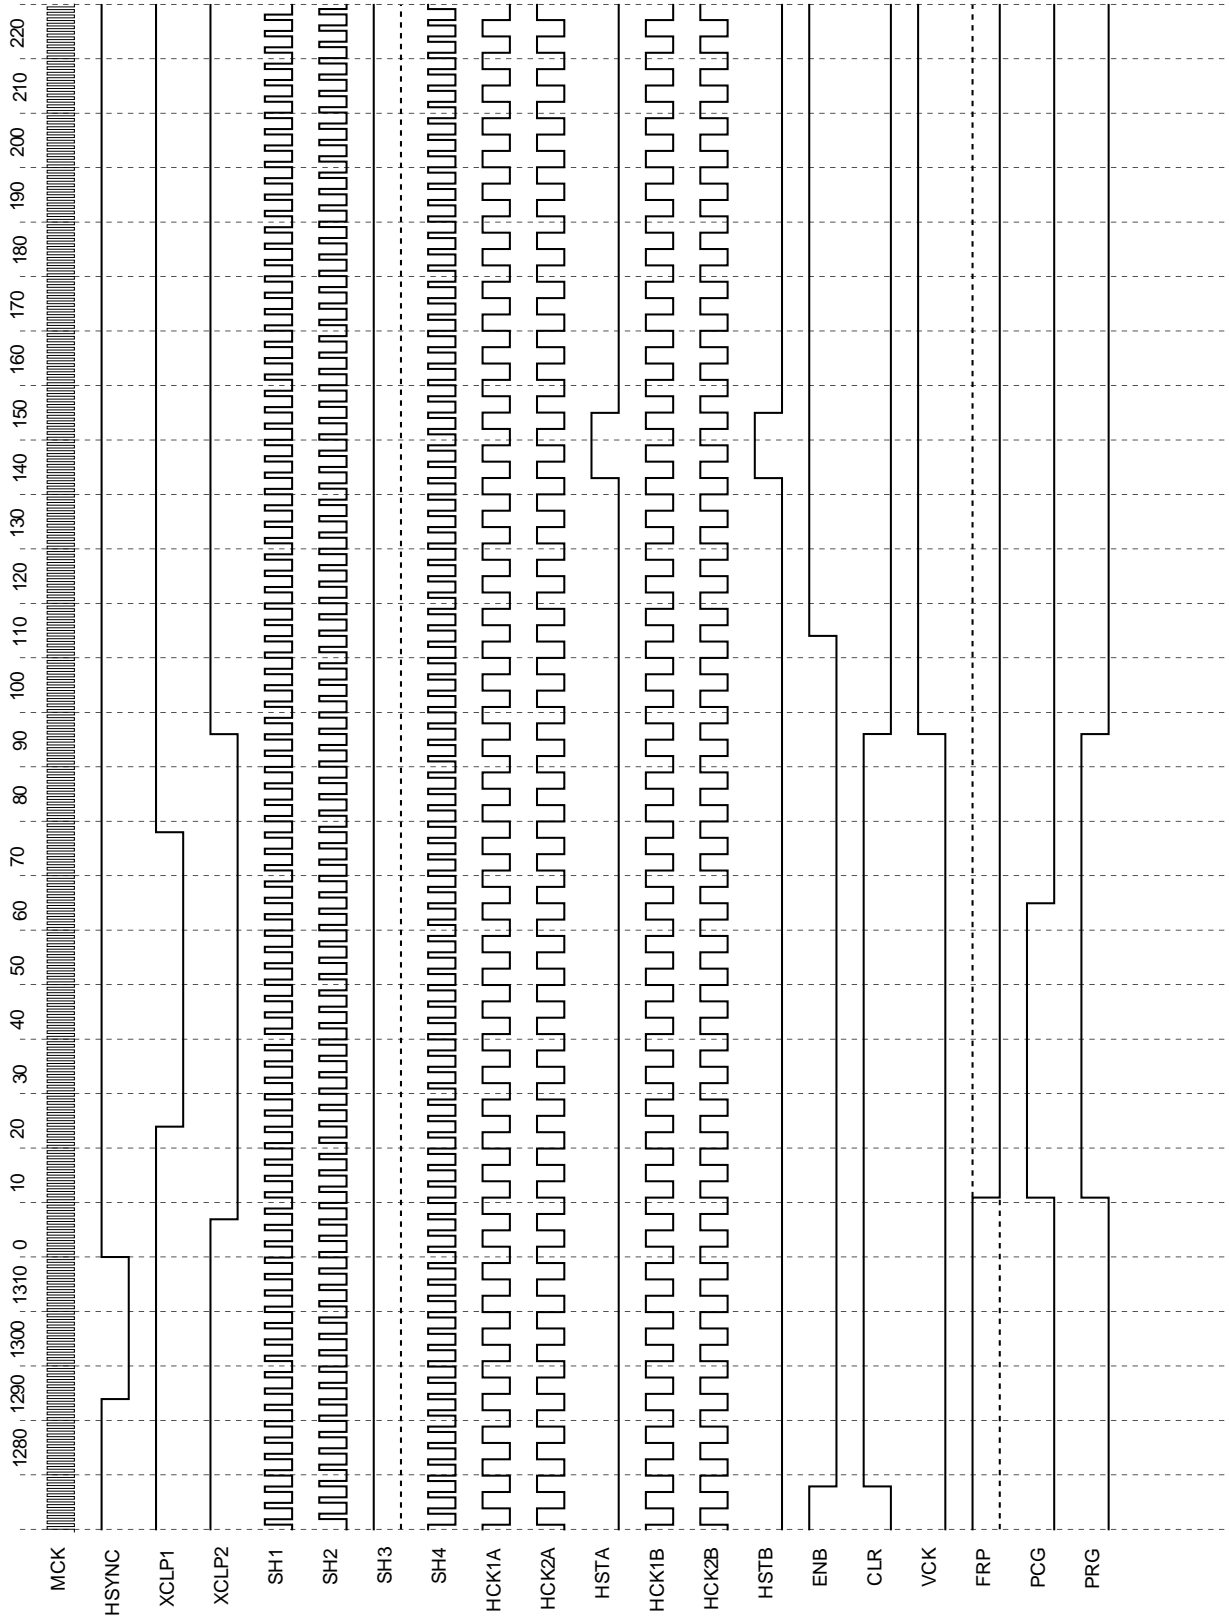 MCK
HSYNC
XCLP1
XCLP2
SH1
SH2
SH3
SH4
HCK1A
HCK2A
HSTA
HCK1B
HCK2B
HSTB
ENB
CLR
VCK
FRP
PCG
PRG
1280
1290
1300
1310
0
10
20
30
40
50
60
70
80
90
100
110
120
130
140
150
160
170
180
190
200
210
220